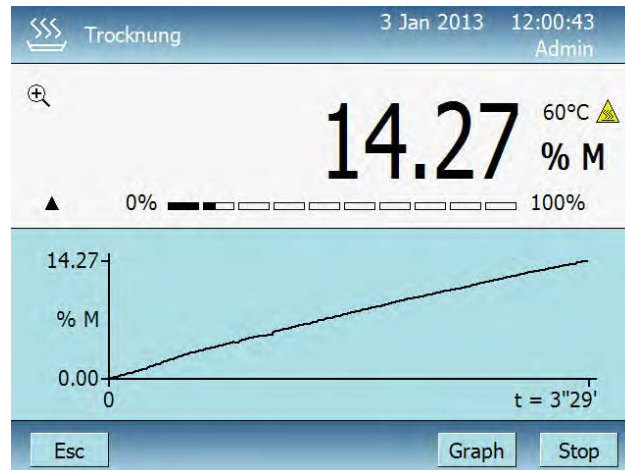 Trocknung
3 Jan 2013 12:00:43
Admin
14.27
60°C
% M
0% 100%
14.27
% M
0.00
0
t = 3"29'
Esc Graph Stop